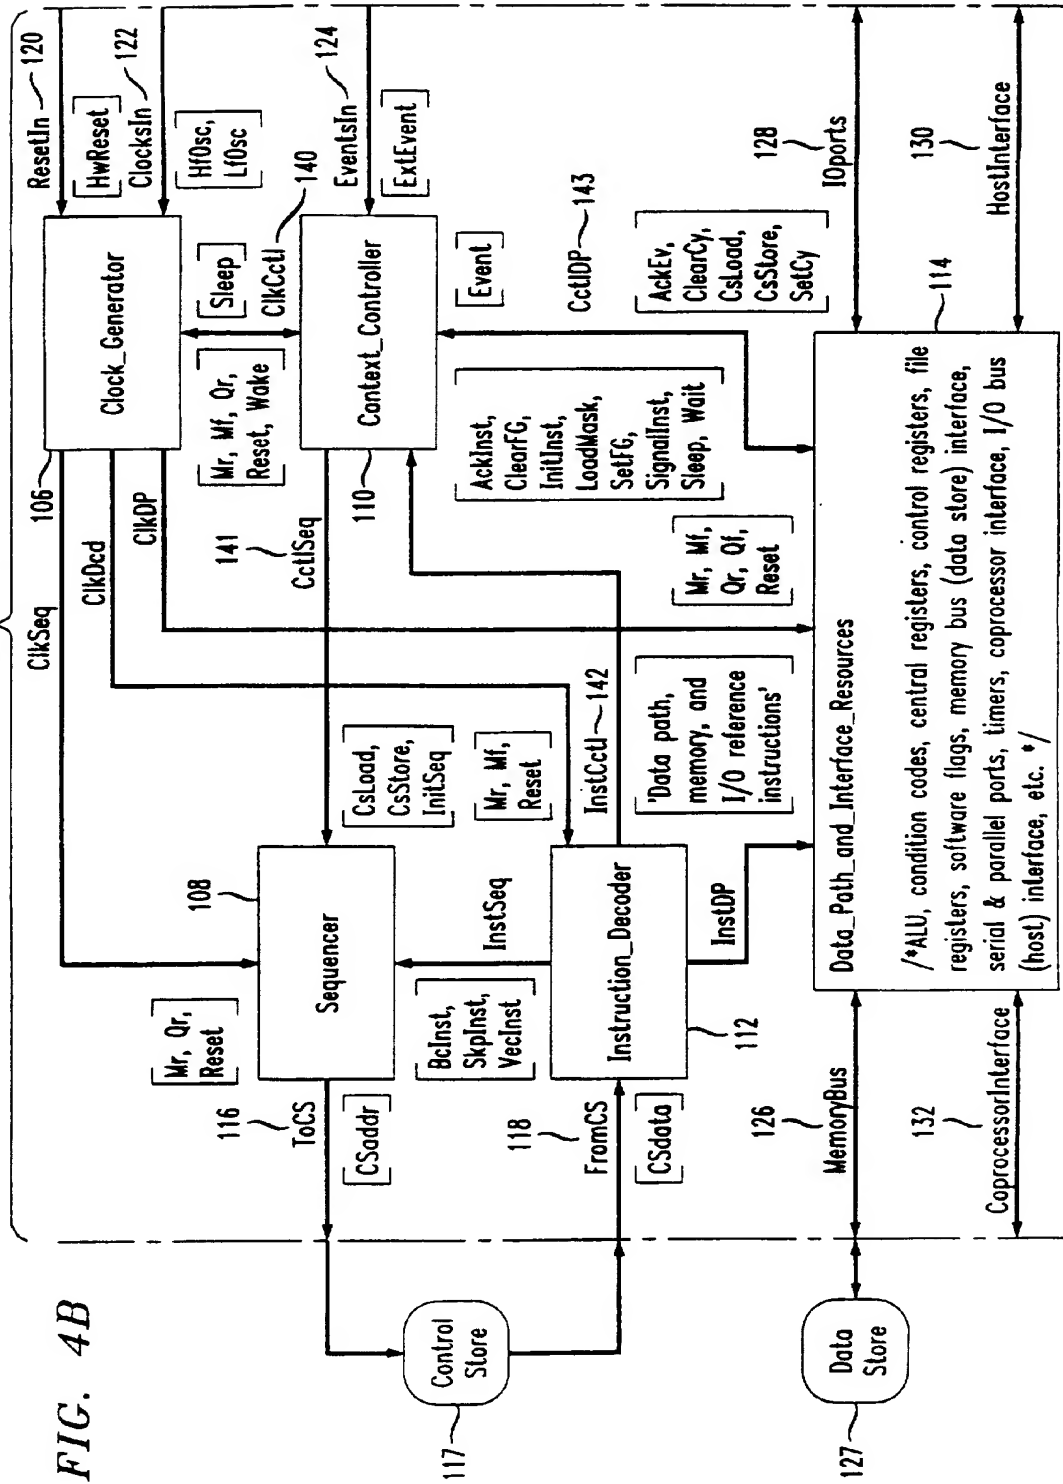 FIG. 4B
ResetIn
120
[HwReset]
ClocksIn
122
[HfOsc,
LfOsc]
Clock_Generator
106
ClkSeq
ClkDcd
ClkDP
[Sleep]
ClkCctl
140
[Mr, Mf, Qr,
Reset, Wake]
EventsIn
124
[ExtEvent]
Context_Controller
110
141
CctlSeq
[Event]
CctlDP
143
[AckEv,
ClearCy,
CsLoad,
CsStore,
SetCy]
[AckInst,
ClearFG,
InitInst,
LoadMask,
SetFG,
SignalInst,
Sleep, Wait]
[Mr, Mf,
Qr, Qf,
Reset]
[CsLoad,
CsStore,
InitSeq]
[Mr, Mf,
Reset]
InstCctl
142
['Data path,
memory, and
I/O reference
instructions']
[Mr, Qr,
Reset]
Sequencer
108
116
ToCS
[CSaddr]
InstSeq
[BcInst,
SkpInst,
VecInst]
Instruction_Decoder
112
InstDP
118
FromCS
[CSdata]
Control
Store
117
Data
Store
127
126
MemoryBus
132
CoprocessorInterface
Data_Path_and_Interface_Resources
114
/*ALU, condition codes, central registers, control registers, file
registers, software flags, memory bus (data store) interface,
serial & parallel ports, timers, coprocessor interface, I/O bus
(host) interface, etc. */
128
IOports
130
HostInterface